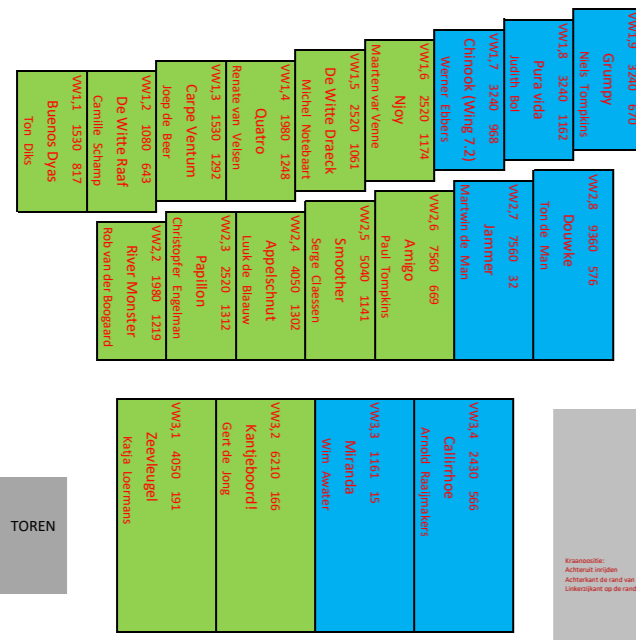 VW1,1 1530 817
Buenos Dyas
Ton Diks
VW1,2 1080 643
De Witte Raaf
Camille Schamp
VW1,3 1530 1292
Carpe Ventum
Joep de Beer
VW1,4 1980 1248
Quatro
Renate van Velsen
VW1,5 2520 1061
De Witte Draeck
Michel Notebaart
VW1,6 2520 1174
Njoy
Maarten van Venne
VW1,7 3240 968
Chinook (Wing 7.2)
Werner Ebbers
VW1,8 3240 1162
Pura vida
Judith Bol
VW1,9 3240 670
Grumpy
Niels Tompkins
VW2,2 1980 1219
River Monster
Rob van der Boogaard
VW2,3 2520 1312
Papillon
Christopfer Engelman
VW2,4 4050 1302
Appelschnut
Luuk de Blaauw
VW2,5 5040 1141
Smoother
Serge Claessen
VW2,6 7560 669
Amigo
Paul Tompkins
VW2,7 7560 32
Jammer
Martwin de Man
VW2,8 9360 576
Douwke
Ton de Man
VW3,1 4050 191
Zeevleugel
Katja Loermans
VW3,2 6210 166
Kantjeboord!
Gert de Jong
VW3,3 1161 15
Miranda
Wim Awater
VW3,4 2430 566
Callirrhoe
Arnold Raaijmakers
TOREN
Kraanpositie:
Achteruit inrijden
Achterkant de rand van
Linkerzijkant op de rand